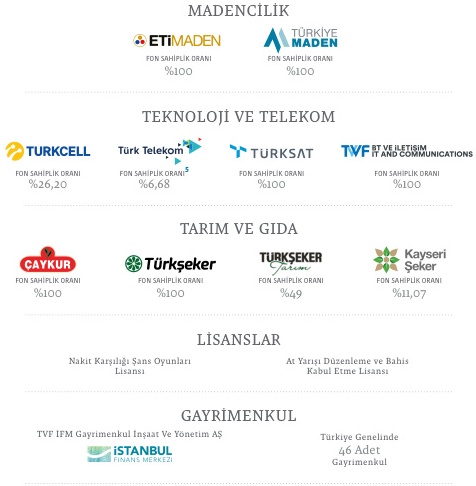 MADENCİLİK
ETİMADEN
TÜRKİYE
MADEN
FON SAHİPLİK ORANI
FON SAHİPLİK ORANI
%100
%100
TEKNOLOJİ VE TELEKOM
TURKCELL
Türk Telekom
5
TÜRKSAT
TVF BT VE İLETİŞİM
IT AND COMMUNICATIONS
FON SAHİPLİK ORANI
FON SAHİPLİK ORANI
FON SAHİPLİK ORANI
FON SAHİPLİK ORANI
%26,20
%6,68
%100
%100
TARIM VE GIDA
ÇAYKUR
Türkşeker
TÜRKŞEKER
Tarım
Kayseri
Şeker
FON SAHİPLİK ORANI
FON SAHİPLİK ORANI
FON SAHİPLİK ORANI
FON SAHİPLİK ORANI
%100
%100
%49
%11,07
LİSANSLAR
Nakit Karşılığı Şans Oyunları
Lisansı
At Yarışı Düzenleme ve Bahis
Kabul Etme Lisansı
GAYRİMENKUL
TVF IFM Gayrimenkul Inşaat Ve Yönetim AŞ
İSTANBUL
FİNANS MERKEZİ
Türkiye Genelinde
46 Adet
Gayrimenkul